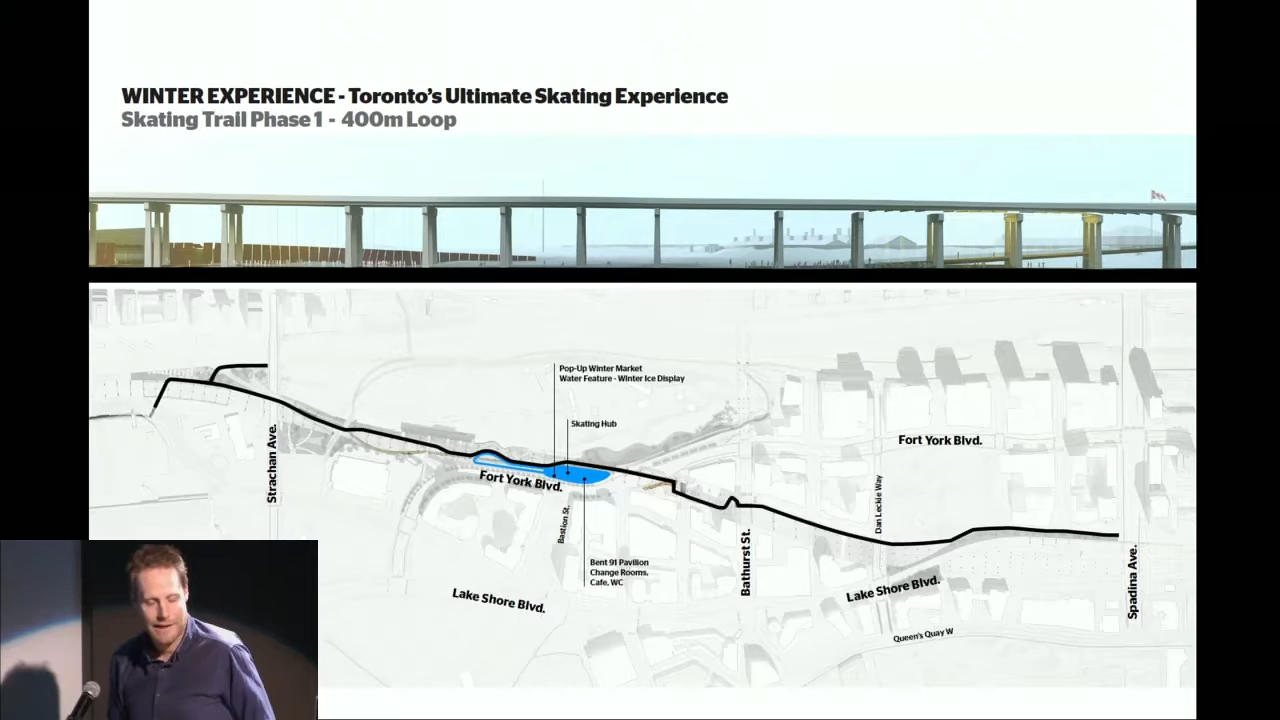 WINTER EXPERIENCE - Toronto's Ultimate Skating Experience
Skating Trail Phase 1 - 400m Loop
Pop-Up Winter Market
Water Feature - Winter Ice Display
Skating Hub
Strachan Ave.
Fort York Blvd.
Fort York Blvd.
Bastion St.
Dan Leckie Way
Bathurst St.
Bent 91 Pavilion
Change Rooms,
Cafe, WC
Lake Shore Blvd.
Lake Shore Blvd.
Spadina Ave.
Queen's Quay W